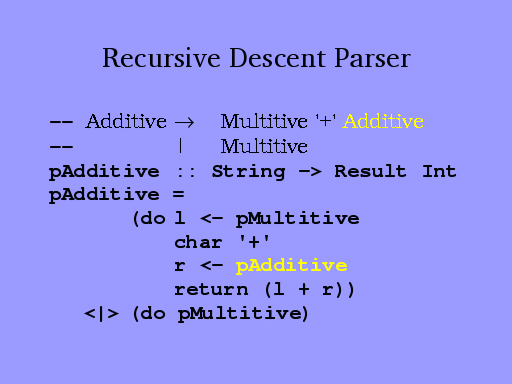 Recursive Descent Parser
-- Additive → Multitive '+' Additive
-- | Multitive
pAdditive :: String -> Result Int
pAdditive =
(do l <- pMultitive
char '+'
r <- pAdditive
return (l + r))
<|> (do pMultitive)